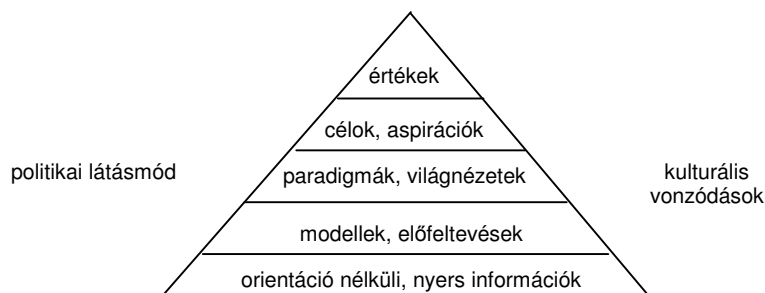 értékek
célok, aspirációk
politikai látásmód
paradigmák, világnézetek
kulturális
vonzódások
modellek, előfeltevések
orientáció nélküli, nyers információk